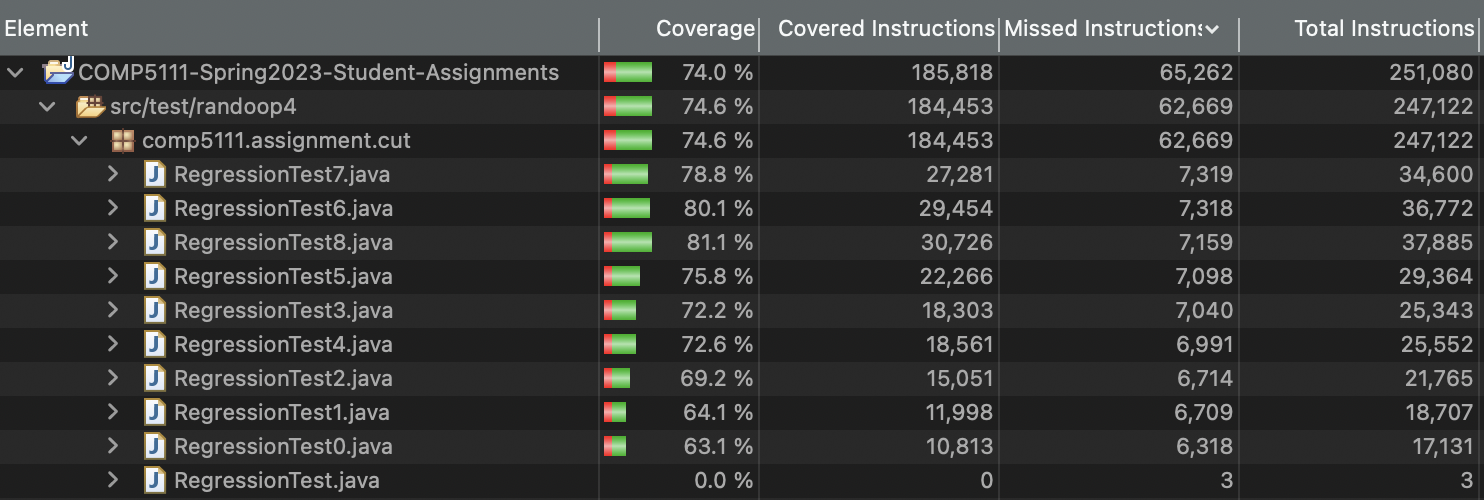 Element Coverage Covered Instructions Missed Instructions Total Instructions
COMP5111-Spring2023-Student-Assignments 74.0 % 185,818 65,262 251,080
src/test/randoop4 74.6 % 184,453 62,669 247,122
comp5111.assignment.cut 74.6 % 184,453 62,669 247,122
RegressionTest7.java 78.8 % 27,281 7,319 34,600
RegressionTest6.java 80.1 % 29,454 7,318 36,772
RegressionTest8.java 81.1 % 30,726 7,159 37,885
RegressionTest5.java 75.8 % 22,266 7,098 29,364
RegressionTest3.java 72.2 % 18,303 7,040 25,343
RegressionTest4.java 72.6 % 18,561 6,991 25,552
RegressionTest2.java 69.2 % 15,051 6,714 21,765
RegressionTest1.java 64.1 % 11,998 6,709 18,707
RegressionTest0.java 63.1 % 10,813 6,318 17,131
RegressionTest.java 0.0 % 0 3 3